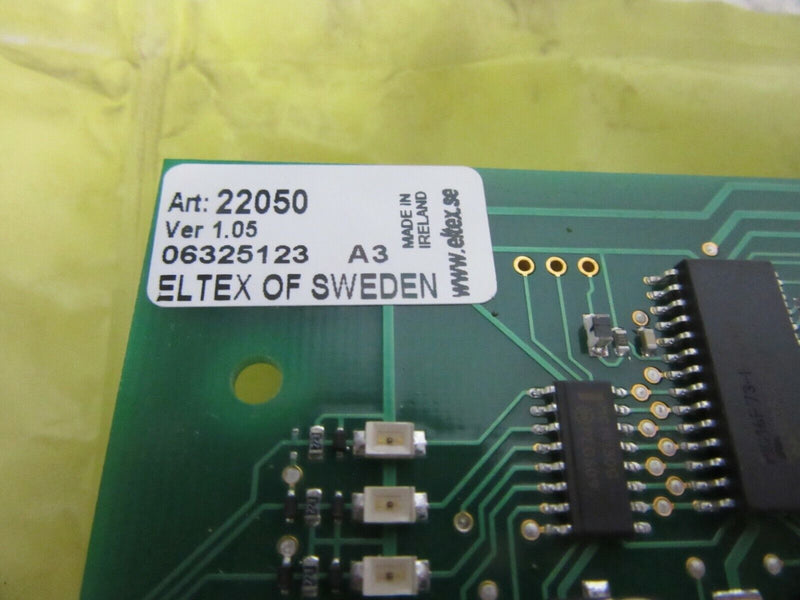 Art: 22050
Ver 1.05
06325123 A3
MADE IN
IRELAND
www.eltex.se
ELTEX OF SWEDEN